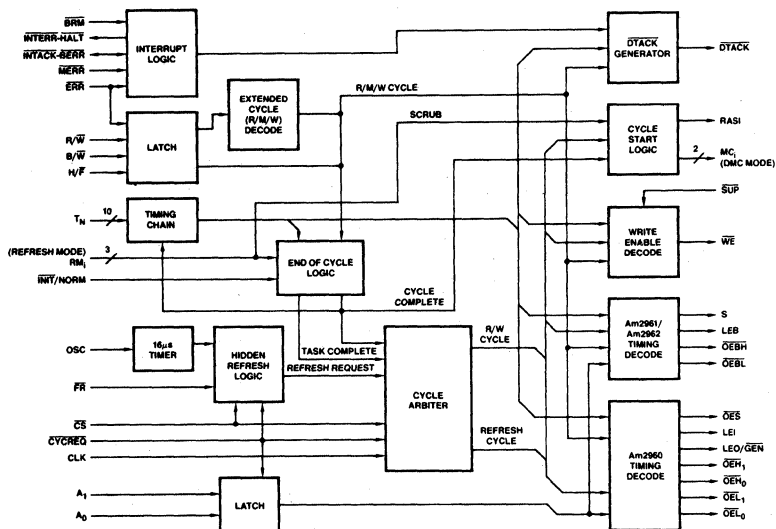 BRM
INTERR-HALT
INTACK-BERR
MERR
ERR
INTERRUPT
LOGIC
R/W
B/W
H/F
LATCH
EXTENDED
CYCLE
(R/M/W)
DECODE
R/M/W CYCLE
SCRUB
DTACK
GENERATOR
DTACK
CYCLE
START
LOGIC
RASI
2
MCi
(DMC MODE)
SUP
TN
10
TIMING
CHAIN
WRITE
ENABLE
DECODE
WE
(REFRESH MODE)
RMi
3
INIT/NORM
END OF CYCLE
LOGIC
CYCLE
COMPLETE
OSC
16µs
TIMER
HIDDEN
REFRESH
LOGIC
TASK COMPLETE
REFRESH REQUEST
R/W
CYCLE
Am2961/
Am2962
TIMING
DECODE
S
LEB
OEBH
OEBL
FR
CS
CYCREQ
CLK
CYCLE
ARBITER
REFRESH
CYCLE
Am2960
TIMING
DECODE
OES
LEI
LEO/GEN
OEH1
OEH0
OEL1
OEL0
A1
A0
LATCH